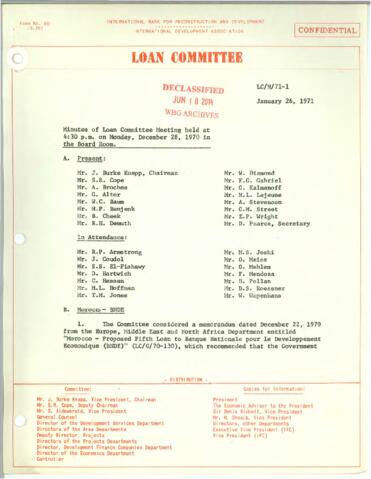 Form No. 80
INTERNATIONAL BANK FOR RECONSTRUCTION AND DEVELOPMENT
INTERNATIONAL DEVELOPMENT ASSOCIATION
CONFIDENTIAL
LOAN COMMITTEE
DECLASSIFIED
JUN 18 2014
WBG ARCHIVES
LC/M/71-1
January 26, 1971
Minutes of Loan Committee Meeting held at
4:30 p.m. on Monday, December 28, 1970 in
the Board Room.
A. Present:
Mr. J. Burke Knapp, Chairman
Mr. S.R. Cope
Mr. A. Broches
Mr. G. Alter
Mr. W.C. Baum
Mr. M.P. Benjenk
Mr. B. Cheek
Mr. R.H. Demuth
Mr. W. Diamond
Mr. E.G. Gabriel
Mr. G. Kalmanoff
Mr. M.L. Lejeune
Mr. A. Stevenson
Mr. C.M. Street
Mr. E.P. Wright
Mr. D. Pearce, Secretary
In Attendance:
Mr. R.P. Armstrong
Mr. J. Coudol
Mr. S.S. El-Fishawy
Mr. D. Hartwich
Mr. C. Hassan
Mr. M.L. Hoffman
Mr. T.M. Jones
Mr. M.S. Joshi
Mr. O. Maiss
Mr. G. Mehlem
Mr. F. Mendoza
Mr. S. Pollan
Mr. D.S. Roessner
Mr. W. Wapenhans
B. Morocco - BNDE
1. The Committee considered a memorandum dated December 22, 1970
from the Europe, Middle East and North Africa Department entitled
"Morocco - Proposed Fifth Loan to Banque Nationale pour le Developpement
Economique (BNDE)" (LC/O/70-130), which recommended that the Government
- DISTRIBUTION -
Committee:
Mr. J. Burke Knapp, Vice President, Chairman
Mr. S.R. Cope, Deputy Chairman
Mr. S. Aldewereld, Vice President
General Counsel
Director of the Development Services Department
Directors of the Area Departments
Deputy Director, Projects
Directors of the Projects Departments
Director, Development Finance Companies Department
Director of the Economics Department
Controller
Copies for Information:
President
The Economic Adviser to the President
Sir Denis Rickett, Vice President
Mr. M. Shoaib, Vice President
Directors, other Departments
Executive Vice President (IFC)
Vice President (IFC)